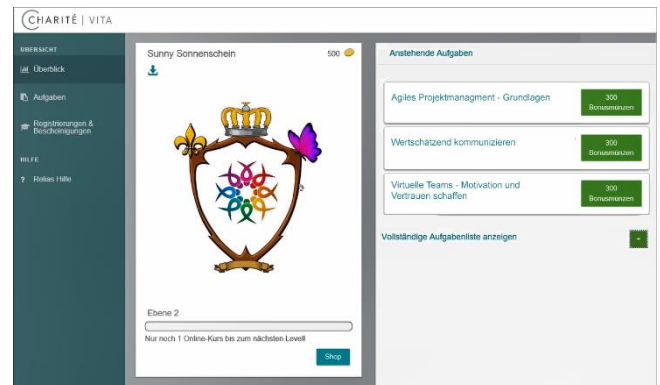 CHARITÉ | VITA
ÜBERSICHT
Überblick
Aufgaben
Registrierungen &
Bescheinigungen
HILFE
? Relias Hilfe
Sunny Sonnenschein 500
Ebene 2
Nur noch 1 Online-Kurs bis zum nächsten Level!
Shop
Anstehende Aufgaben
Agiles Projektmanagment - Grundlagen
300
Bonusmünzen
Wertschätzend kommunizieren
300
Bonusmünzen
Virtuelle Teams - Motivation und
Vertrauen schaffen
300
Bonusmünzen
Vollständige Aufgabenliste anzeigen